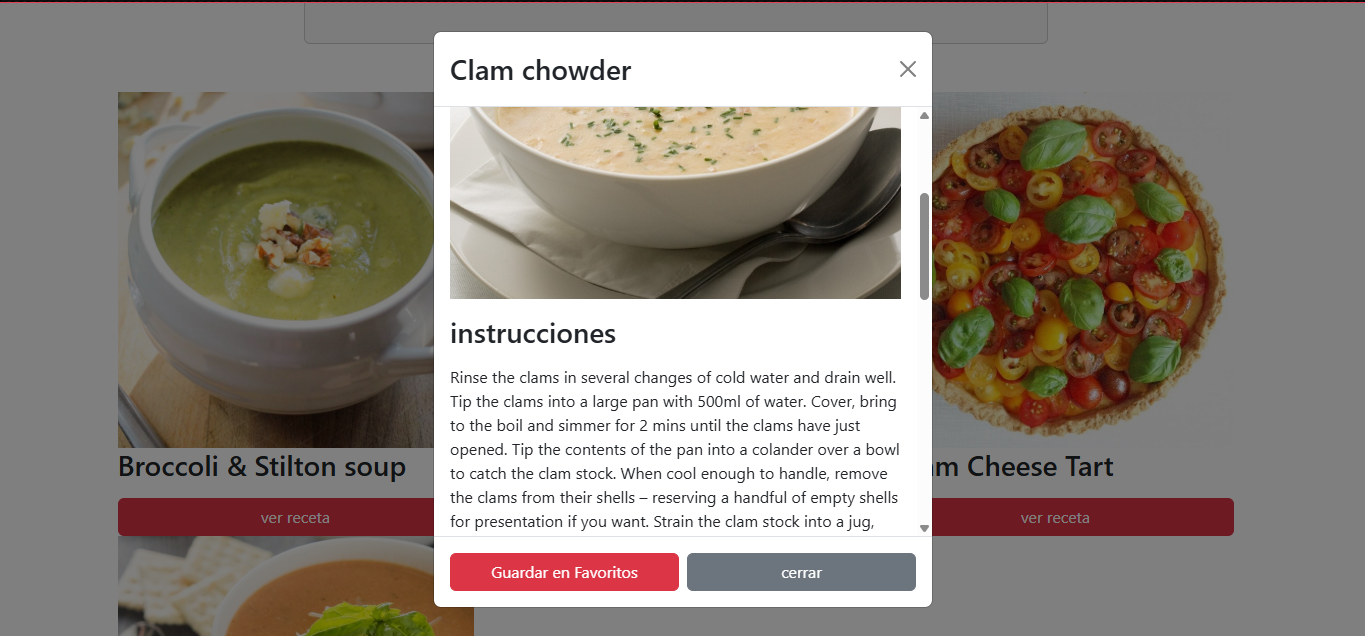 Clam chowder
instrucciones
Rinse the clams in several changes of cold water and drain well.
Tip the clams into a large pan with 500ml of water. Cover, bring
to the boil and simmer for 2 mins until the clams have just
opened. Tip the contents of the pan into a colander over a bowl
to catch the clam stock. When cool enough to handle, remove
the clams from their shells – reserving a handful of empty shells
for presentation if you want. Strain the clam stock into a jug,
Guardar en Favoritos
cerrar
Broccoli & Stilton soup
ver receta
m Cheese Tart
ver receta